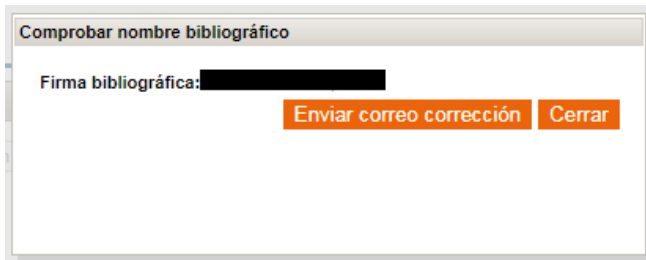 Comprobar nombre bibliográfico
Firma bibliográfica:
Enviar correo corrección Cerrar